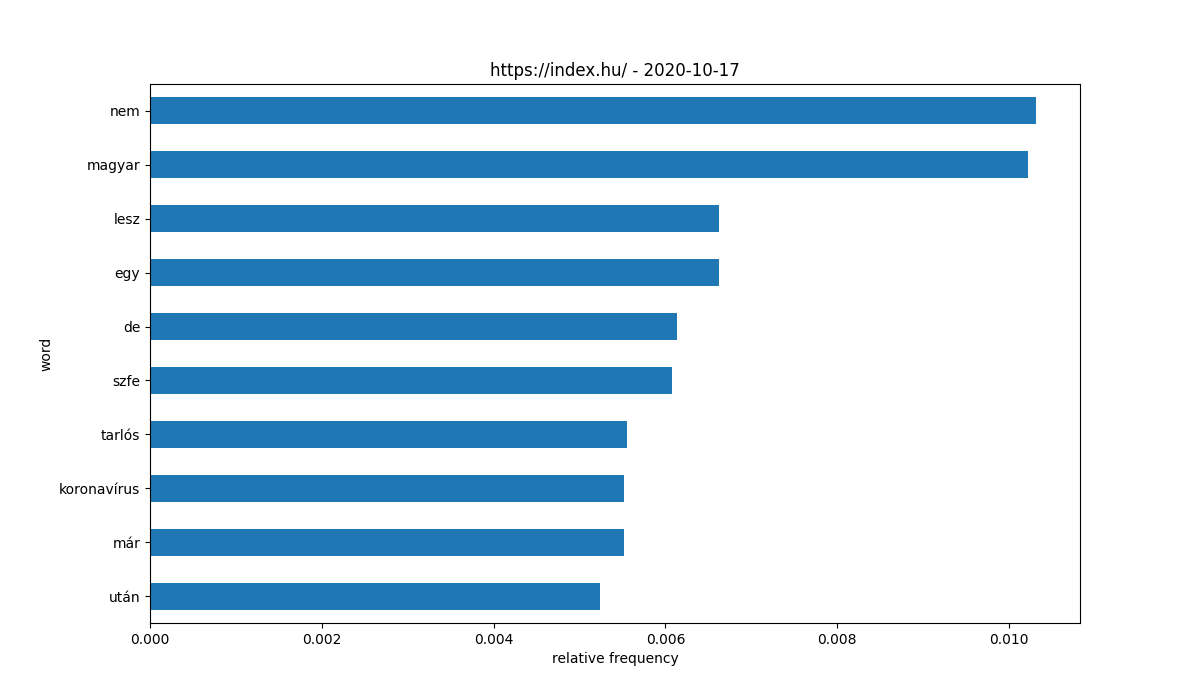 https://index.hu/ - 2020-10-17
nem
magyar
lesz
egy
de
szfe
tarlós
koronavírus
már
után
word
0.000 0.002 0.004 0.006 0.008 0.010
relative frequency